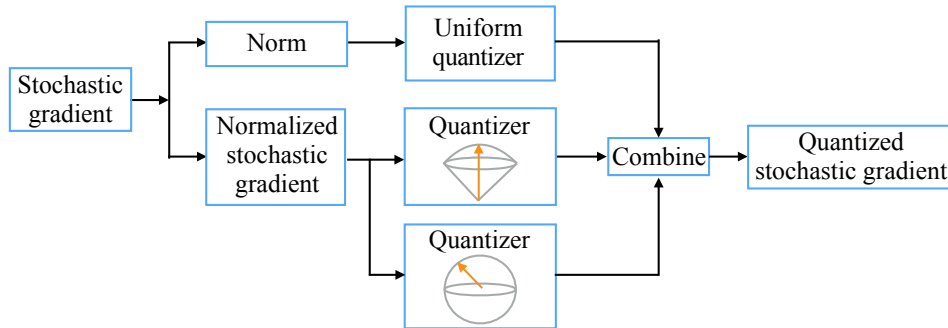 Stochastic
gradient
Norm
Uniform
quantizer
Normalized
stochastic
gradient
Quantizer
Quantizer
Combine
Quantized
stochastic gradient